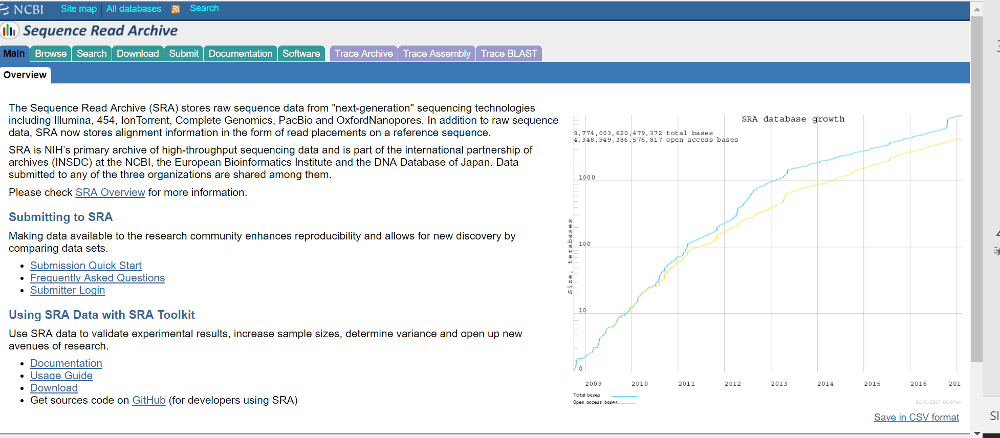 NCBI Site map All databases Search
Sequence Read Archive
Main Browse Search Download Submit Documentation Software Trace Archive Trace Assembly Trace BLAST
Overview
The Sequence Read Archive (SRA) stores raw sequence data from "next-generation" sequencing technologies
including Illumina, 454, IonTorrent, Complete Genomics, PacBio and OxfordNanopores. In addition to raw sequence
data, SRA now stores alignment information in the form of read placements on a reference sequence.
SRA is NIH’s primary archive of high-throughput sequencing data and is part of the international partnership of
archives (INSDC) at the NCBI, the European Bioinformatics Institute and the DNA Database of Japan. Data
submitted to any of the three organizations are shared among them.
Please check SRA Overview for more information.
Submitting to SRA
Making data available to the research community enhances reproducibility and allows for new discovery by
comparing data sets.
• Submission Quick Start
• Frequently Asked Questions
• Submitter Login
Using SRA Data with SRA Toolkit
Use SRA data to validate experimental results, increase sample sizes, determine variance and open up new
avenues of research.
• Documentation
• Usage Guide
• Download
• Get sources code on GitHub (for developers using SRA)
SRA database growth
9,774,003,620,479,372 total bases
4,348,949,386,576,817 open access bases
1000
100
10
0
Size, terabases
2009 2010 2011 2012 2013 2014 2015 2016 201
Total bases
Open access bases
02/6/2017 06:07am
Save in CSV format